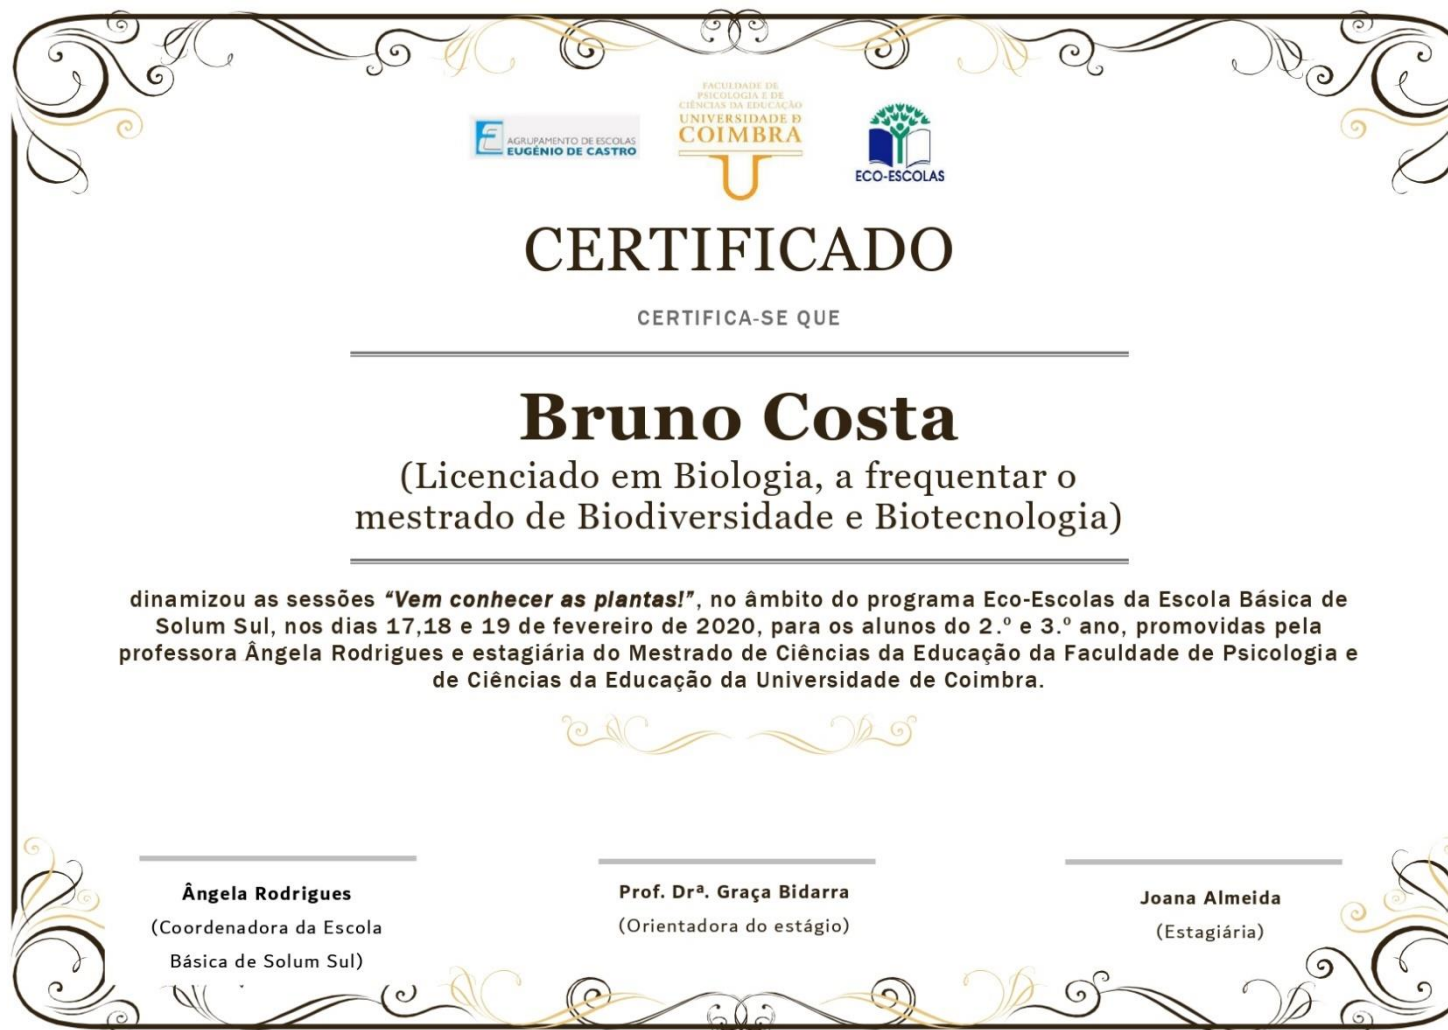 AGRUPAMENTO DE ESCOLAS
EUGÉNIO DE CASTRO
FACULDADE DE
PSICOLOGIA E DE
CIÊNCIAS DA EDUCAÇÃO
UNIVERSIDADE D
COIMBRA
ECO-ESCOLAS
CERTIFICADO
CERTIFICA-SE QUE
Bruno Costa
(Licenciado em Biologia, a frequentar o
mestrado de Biodiversidade e Biotecnologia)
dinamizou as sessões “Vem conhecer as plantas!”, no âmbito do programa Eco-Escolas da Escola Básica de
Solum Sul, nos dias 17,18 e 19 de fevereiro de 2020, para os alunos do 2.º e 3.º ano, promovidas pela
professora Ângela Rodrigues e estagiária do Mestrado de Ciências da Educação da Faculdade de Psicologia e
de Ciências da Educação da Universidade de Coimbra.
Ângela Rodrigues
(Coordenadora da Escola
Básica de Solum Sul)
Prof. Drª. Graça Bidarra
(Orientadora do estágio)
Joana Almeida
(Estagiária)